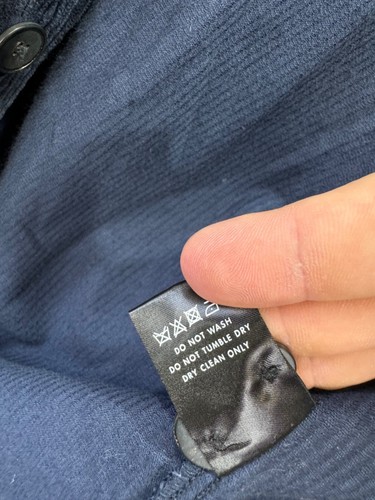 DO NOT WASH
DO NOT TUMBLE DRY
DRY CLEAN ONLY